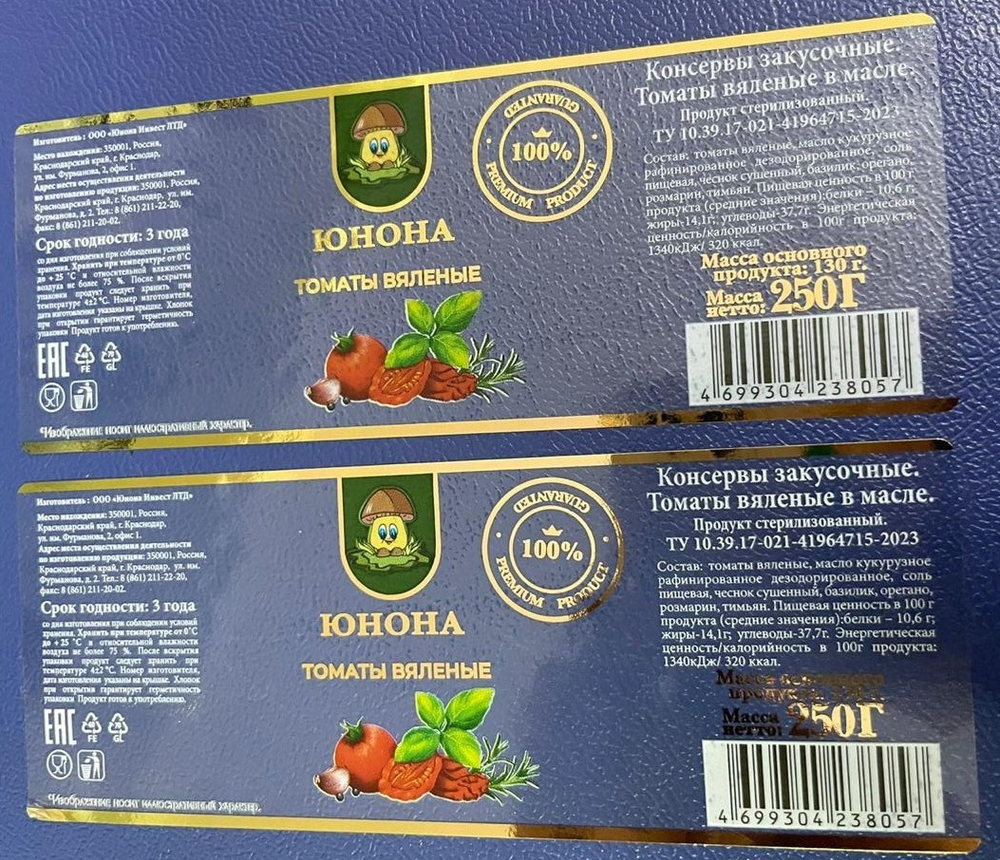 Изготовитель: ООО «Юнона Инвест ЛТД»
Место нахождения: 350001, Россия,
Краснодарский край, г. Краснодар,
ул. им. Фурманова, 2, офис 1.
Адрес места осуществления деятельности
по изготовлению продукции: 350001, Россия,
Краснодарский край, г. Краснодар, ул. им.
Фурманова, д. 2. Тел.: 8 (861) 211-22-20,
факс: 8 (861) 211-20-02.
Срок годности: 3 года
со дня изготовления при соблюдении условий
хранения. Хранить при температуре от 0°С
до +25 °С и относительной влажности
воздуха не более 75 %. После вскрытия
упаковки продукт следует хранить при
температуре 4±2 °С. Номер изготовителя,
дата изготовления указаны на крышке. Хлопок
при открытии гарантирует герметичность
упаковки Продукт готов к употреблению.
EAC
40
FE
70
GL
Изображение носит иллюстративный характер.
ЮНОНА
ТОМАТЫ ВЯЛЕНЫЕ
GUARANTEED
100%
PREMIUM PRODUCT
Консервы закусочные.
Томаты вяленые в масле.
Продукт стерилизованный.
ТУ 10.39.17-021-41964715-2023
Состав: томаты вяленые, масло кукурузное
рафинированное дезодорированное, соль
пищевая, чеснок сушенный, базилик, орегано,
розмарин, тимьян. Пищевая ценность в 100 г
продукта (средние значения):белки – 10,6 г;
жиры-14,1г; углеводы-37,7г. Энергетическая
ценность/калорийность в 100г продукта:
1340кДж/ 320 ккал.
Масса основного
продукта: 130 г.
Масса
нетто: 250Г
4 699304 238057
Изготовитель : ООО «Юнона Инвест ЛТД»
Место нахождения: 350001, Россия,
Краснодарский край, г. Краснодар,
ул. им. Фурманова, 2, офис 1.
Адрес места осуществления деятельности
по изготовлению продукции: 350001, Россия,
Краснодарский край, г. Краснодар, ул. им.
Фурманова, д. 2. Тел.: 8 (861) 211-22-20,
факс: 8 (861) 211-20-02.
Срок годности: 3 года
со дня изготовления при соблюдении условий
хранения. Хранить при температуре от 0°С
до +25 °С и относительной влажности
воздуха не более 75 %. После вскрытия
упаковки продукт следует хранить при
температуре 4±2 °С. Номер изготовителя,
дата изготовления указаны на крышке. Хлопок
при открытии гарантирует герметичность
упаковки Продукт готов к употреблению.
EAC
40
FE
70
GL
Изображение носит иллюстративный характер.
ЮНОНА
ТОМАТЫ ВЯЛЕНЫЕ
GUARANTEED
100%
PREMIUM PRODUCT
Консервы закусочные.
Томаты вяленые в масле.
Продукт стерилизованный.
ТУ 10.39.17-021-41964715-2023
Состав: томаты вяленые, масло кукурузное
рафинированное дезодорированное, соль
пищевая, чеснок сушенный, базилик, орегано,
розмарин, тимьян. Пищевая ценность в 100 г
продукта (средние значения):белки – 10,6 г;
жиры-14,1г; углеводы-37,7г. Энергетическая
ценность/калорийность в 100г продукта:
1340кДж/ 320 ккал.
Масса основного
продукта: 130 г.
Масса
нетто: 250Г
4 699304 238057